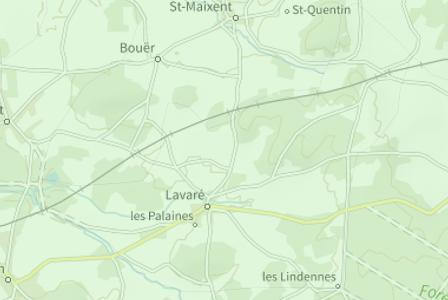 St-Maixent
St-Quentin
Bouër
Lavaré
les Palaines
les Lindennes